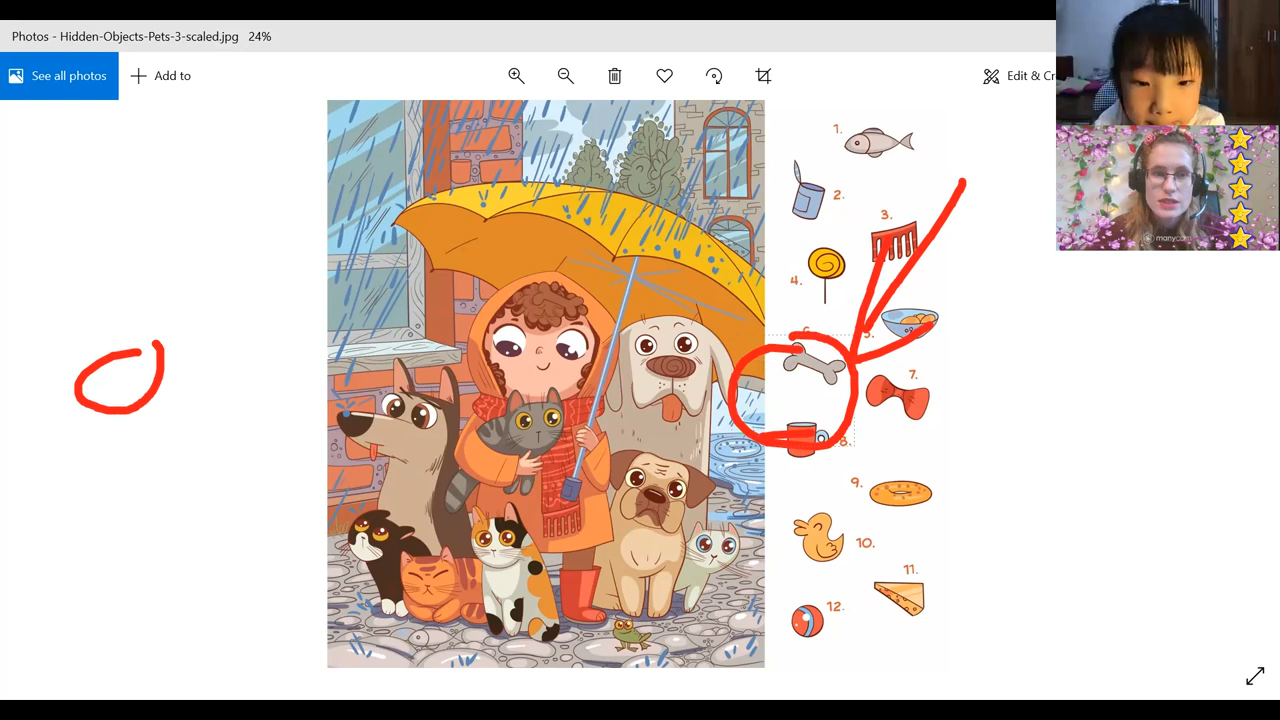 Photos - Hidden-Objects-Pets-3-scaled.jpg 24%
See all photos
Add to
Edit & Cr
1.
2.
3.
4.
5.
6.
7.
8.
9.
10.
11.
12.
manycam